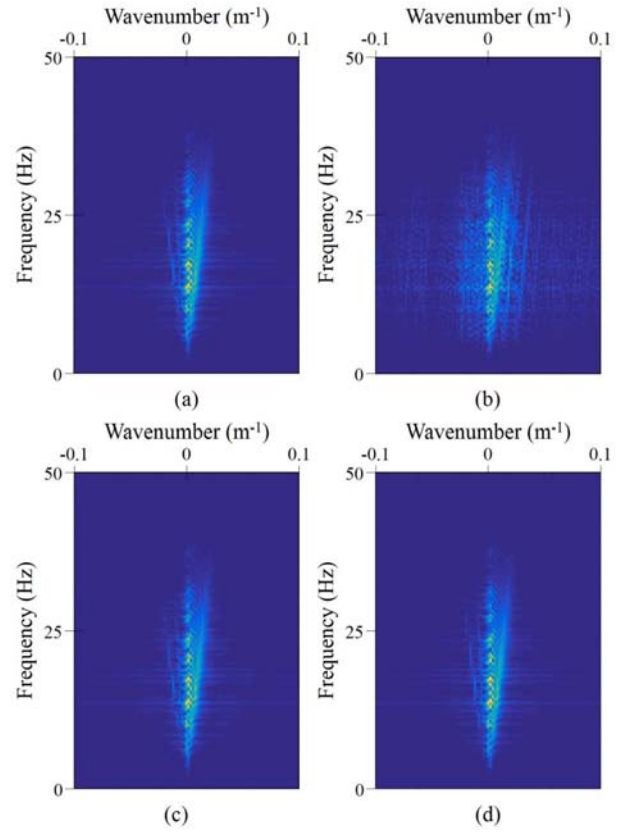 Wavenumber (m⁻¹) Wavenumber (m⁻¹)
-0.1 0 0.1 -0.1 0 0.1
50 50
Frequency (Hz) Frequency (Hz)
25 25
0 0
(a) (b)
Wavenumber (m⁻¹) Wavenumber (m⁻¹)
-0.1 0 0.1 -0.1 0 0.1
50 50
Frequency (Hz) Frequency (Hz)
25 25
0 0
(c) (d)